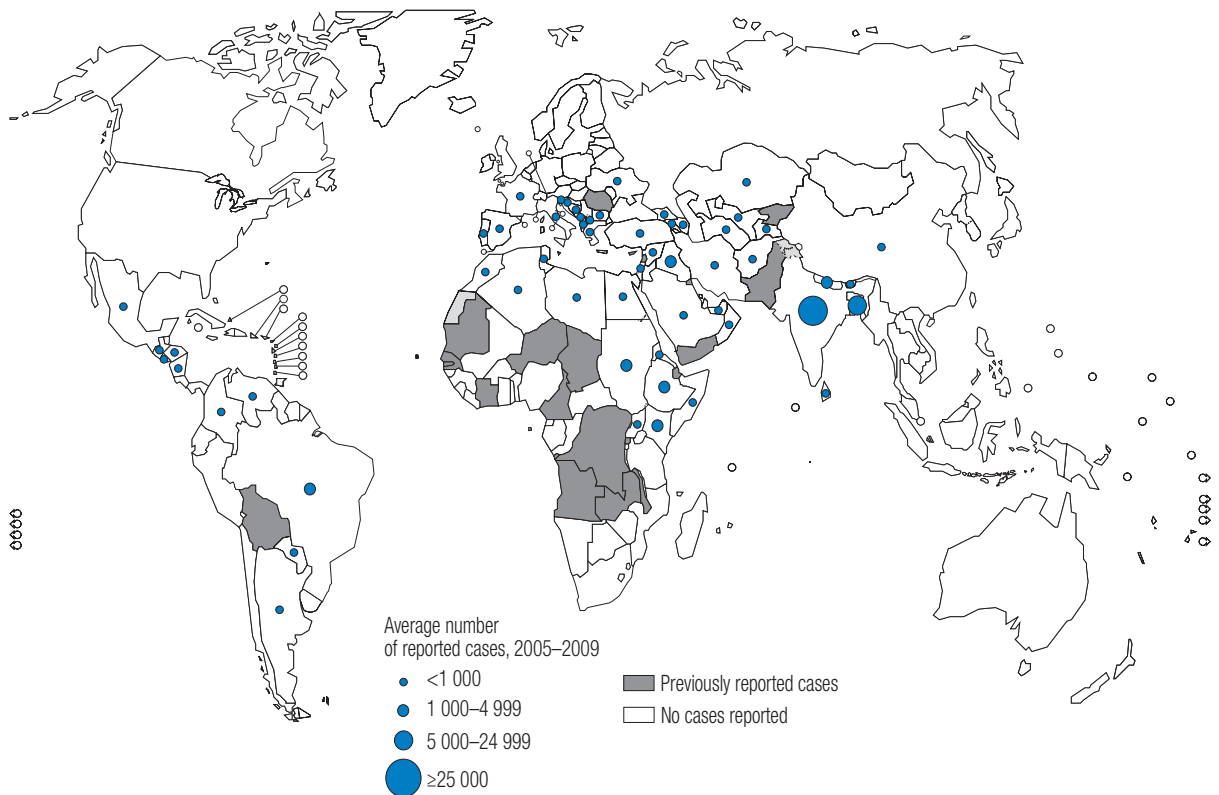 Average number
of reported cases, 2005–2009
<1 000
1 000–4 999
5 000–24 999
≥25 000
Previously reported cases
No cases reported